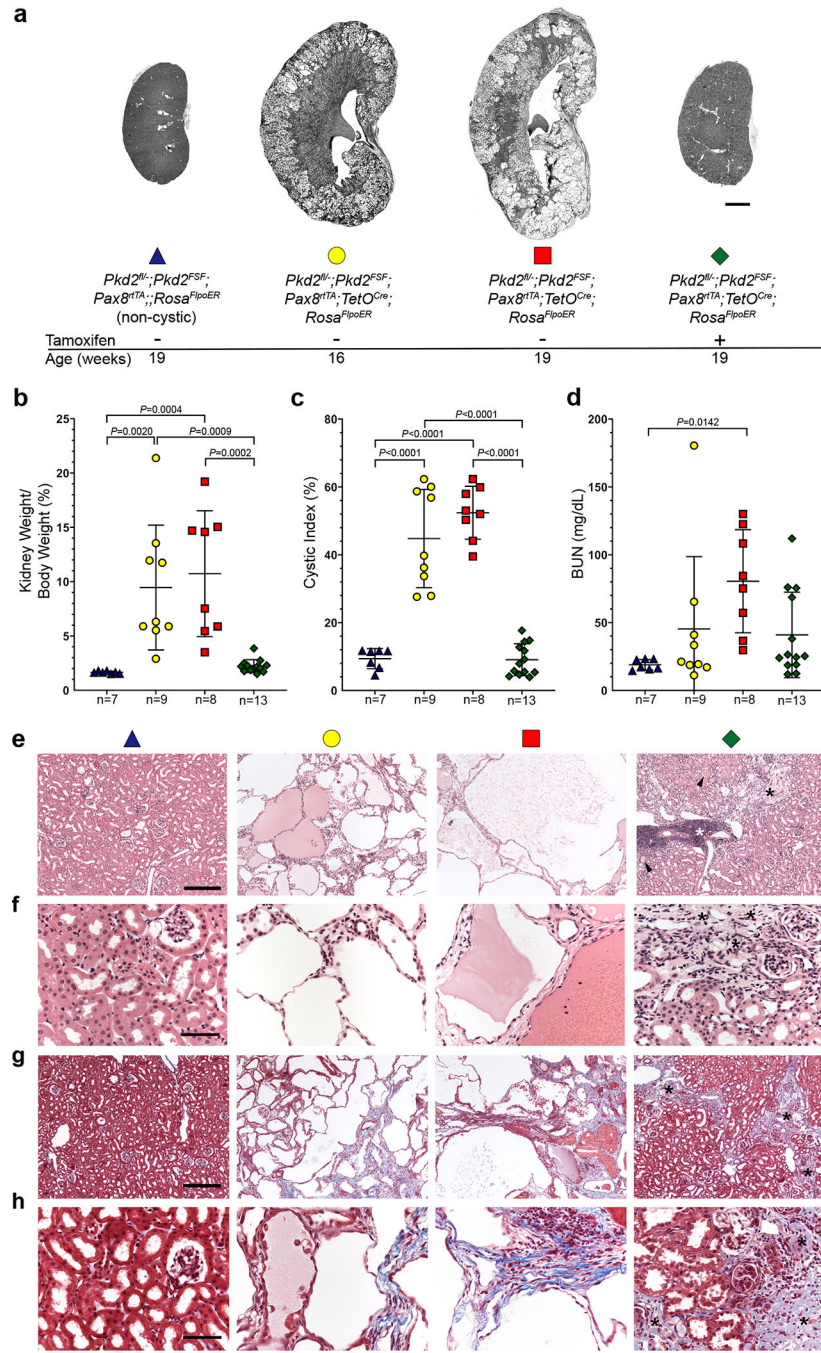 a
Pkd2fl/-;Pkd2FSF;
Pax8rtTA;;RosaFlpoER
(non-cystic)
Pkd2fl/-;Pkd2FSF;
Pax8rtTA;TetOCre;
RosaFlpoER
Pkd2fl/-;Pkd2FSF;
Pax8rtTA;TetOCre;
RosaFlpoER
Pkd2fl/-;Pkd2FSF;
Pax8rtTA;TetOCre;
RosaFlpoER
Tamoxifen - - - +
Age (weeks) 19 16 19 19
b
P=0.0004
P=0.0020
P=0.0009
P=0.0002
Kidney Weight/
Body Weight (%)
25
20
15
10
5
2
0
n=7 n=9 n=8 n=13
c
P<0.0001
P<0.0001
P<0.0001
P<0.0001
Cystic Index (%)
80
60
40
20
0
n=7 n=9 n=8 n=13
d
P=0.0142
BUN (mg/dL)
200
150
100
50
0
n=7 n=9 n=8 n=13
e
*
*
f
*
*
*
g
*
*
*
h
*
*
*
*